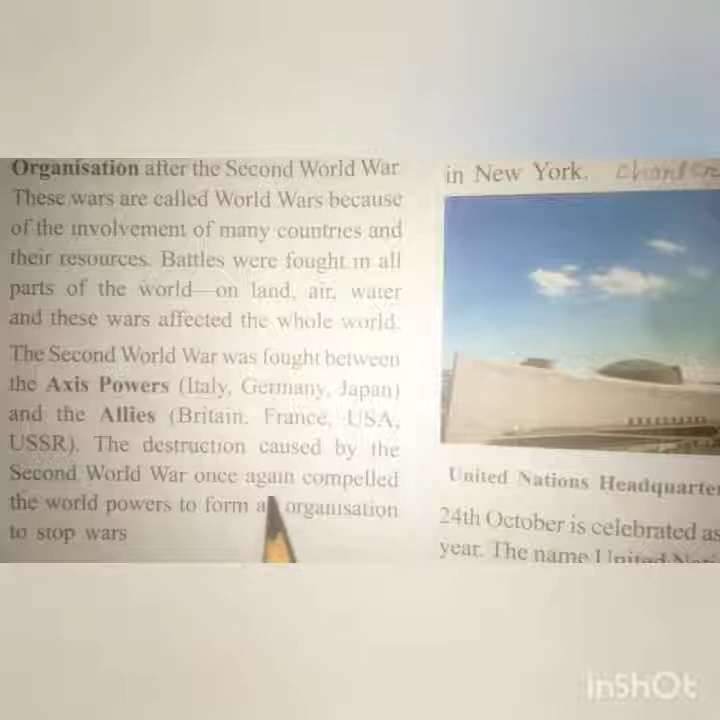 Organisation after the Second World War
These wars are called World Wars because
of the involvement of many countries and
their resources. Battles were fought in all
parts of the world—on land, air, water
and these wars affected the whole world.
The Second World War was fought between
the Axis Powers (Italy, Germany, Japan)
and the Allies (Britain, France, USA,
USSR). The destruction caused by the
Second World War once again compelled
the world powers to form a organisation
to stop wars
in New York.
United Nations Headquarter
24th October is celebrated as
year. The name United
InShOt